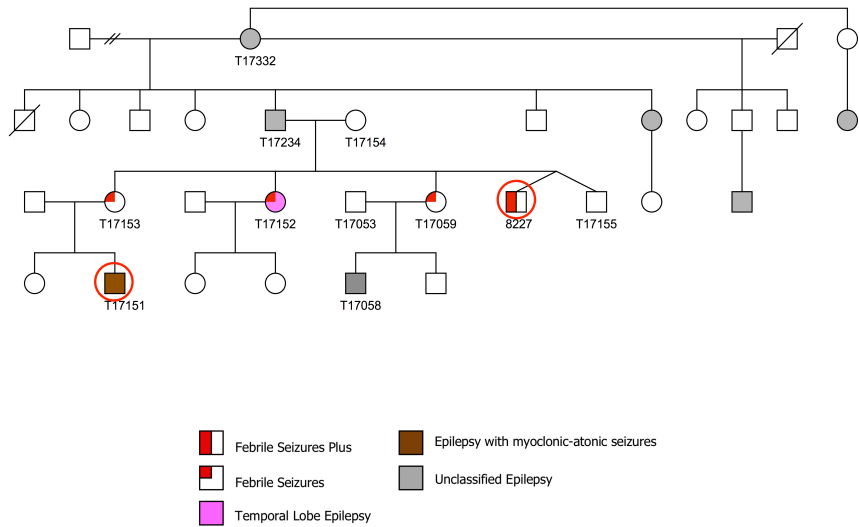 T17332
T17234
T17154
T17153
T17152
T17053
T17059
8227
T17155
T17151
T17058
Febrile Seizures Plus
Epilepsy with myoclonic-atonic seizures
Febrile Seizures
Unclassified Epilepsy
Temporal Lobe Epilepsy